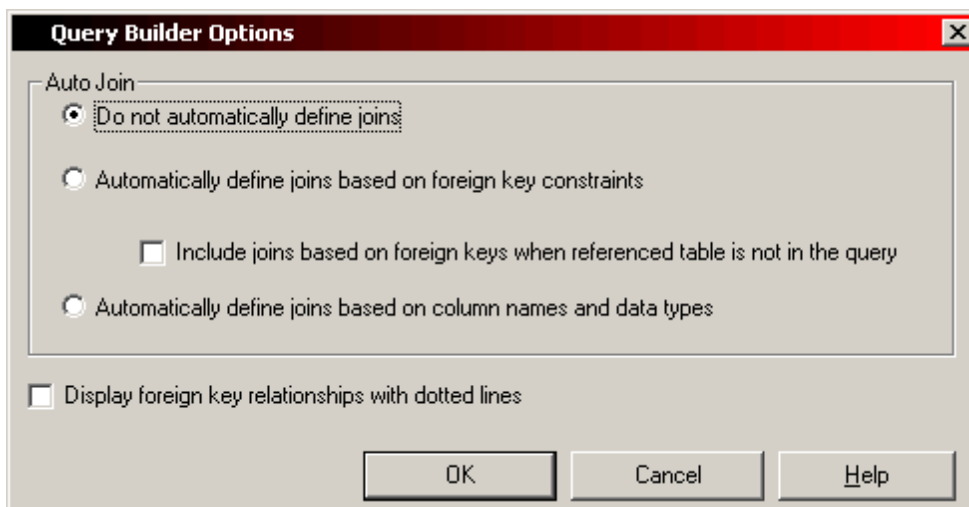 Query Builder Options
Auto Join
Do not automatically define joins
Automatically define joins based on foreign key constraints
Include joins based on foreign keys when referenced table is not in the query
Automatically define joins based on column names and data types
Display foreign key relationships with dotted lines
OK
Cancel
Help